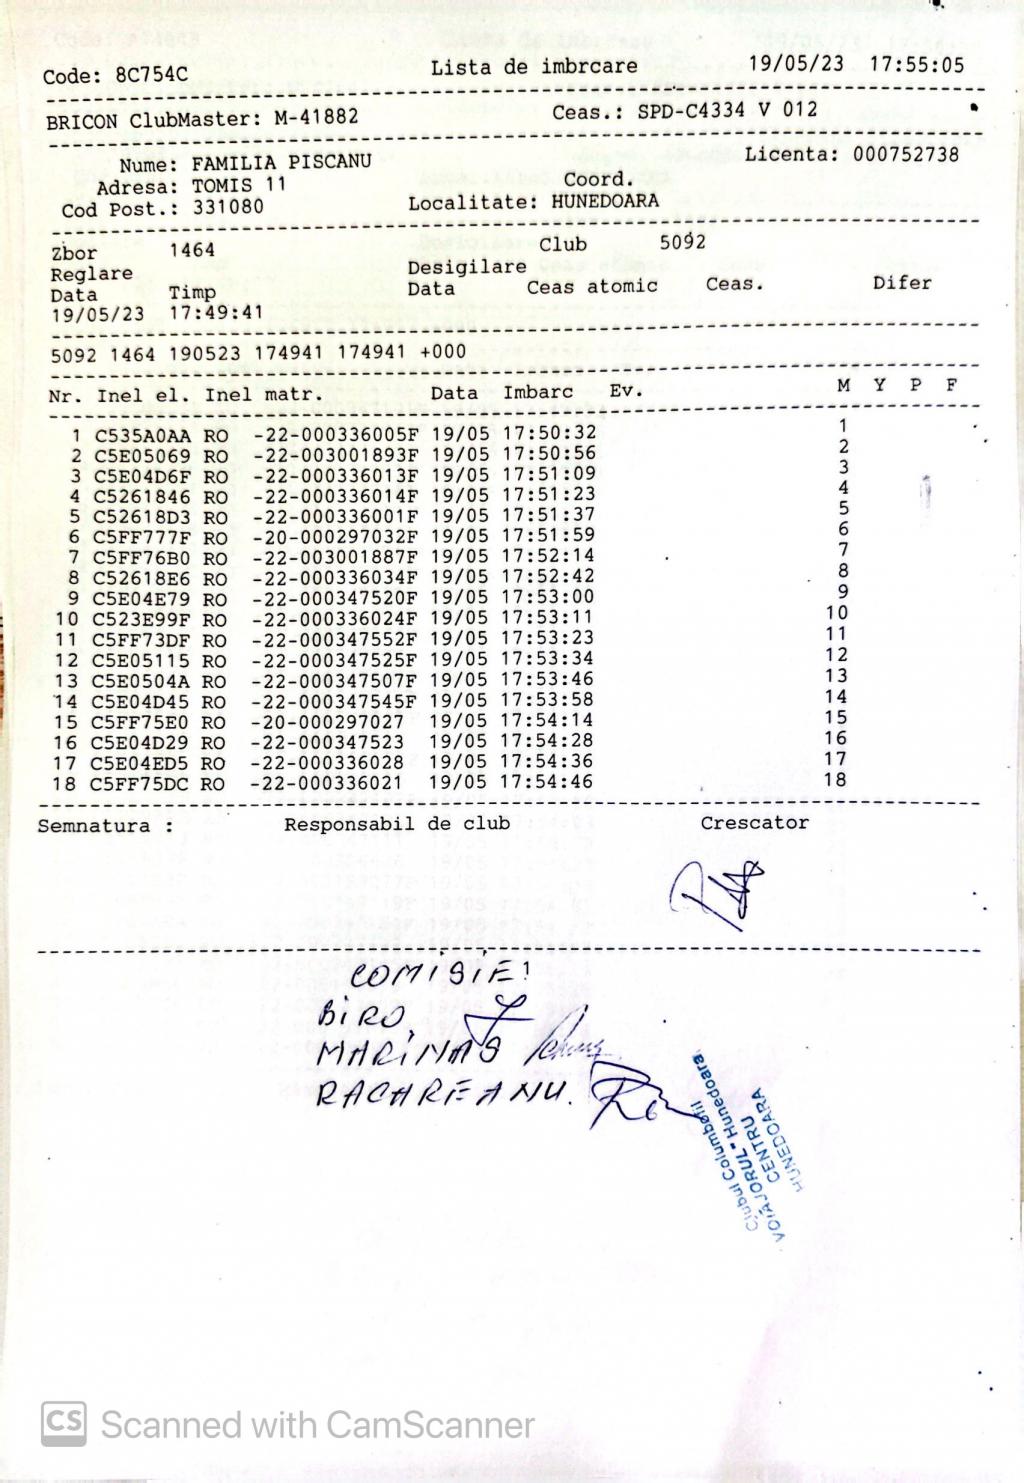 Code: 8C754C Lista de imbrcare 19/05/23 17:55:05
BRICON ClubMaster: M-41882 Ceas.: SPD-C4334 V 012
Nume: FAMILIA PISCANU Licenta: 000752738
Adresa: TOMIS 11 Coord.
Cod Post.: 331080 Localitate: HUNEDOARA
Zbor 1464 Club 5092
Reglare Desigilare
Data Timp Data Ceas atomic Ceas. Difer
19/05/23 17:49:41
5092 1464 190523 174941 174941 +000
Nr. Inel el. Inel matr. Data Imbarc Ev. M Y P F
1 C535A0AA RO -22-000336005F 19/05 17:50:32 1
2 C5E05069 RO -22-003001893F 19/05 17:50:56 2
3 C5E04D6F RO -22-000336013F 19/05 17:51:09 3
4 C5261846 RO -22-000336014F 19/05 17:51:23 4
5 C52618D3 RO -22-000336001F 19/05 17:51:37 5
6 C5FF777F RO -20-000297032F 19/05 17:51:59 6
7 C5FF76B0 RO -22-003001887F 19/05 17:52:14 7
8 C52618E6 RO -22-000336034F 19/05 17:52:42 8
9 C5E04E79 RO -22-000347520F 19/05 17:53:00 9
10 C523E99F RO -22-000336024F 19/05 17:53:11 10
11 C5FF73DF RO -22-000347552F 19/05 17:53:23 11
12 C5E05115 RO -22-000347525F 19/05 17:53:34 12
13 C5E0504A RO -22-000347507F 19/05 17:53:46 13
14 C5E04D45 RO -22-000347545F 19/05 17:53:58 14
15 C5FF75E0 RO -20-000297027 19/05 17:54:14 15
16 C5E04D29 RO -22-000347523 19/05 17:54:28 16
17 C5E04ED5 RO -22-000336028 19/05 17:54:36 17
18 C5FF75DC RO -22-000336021 19/05 17:54:46 18
Semnatura : Responsabil de club Crescator
1
COMISIE:
BIRO
MARINAS
RACAREANU.
Clubul Columbofil
VOIAJORUL" Hunedoara
CENTRU
HUNEDOARA
CS Scanned with CamScanner